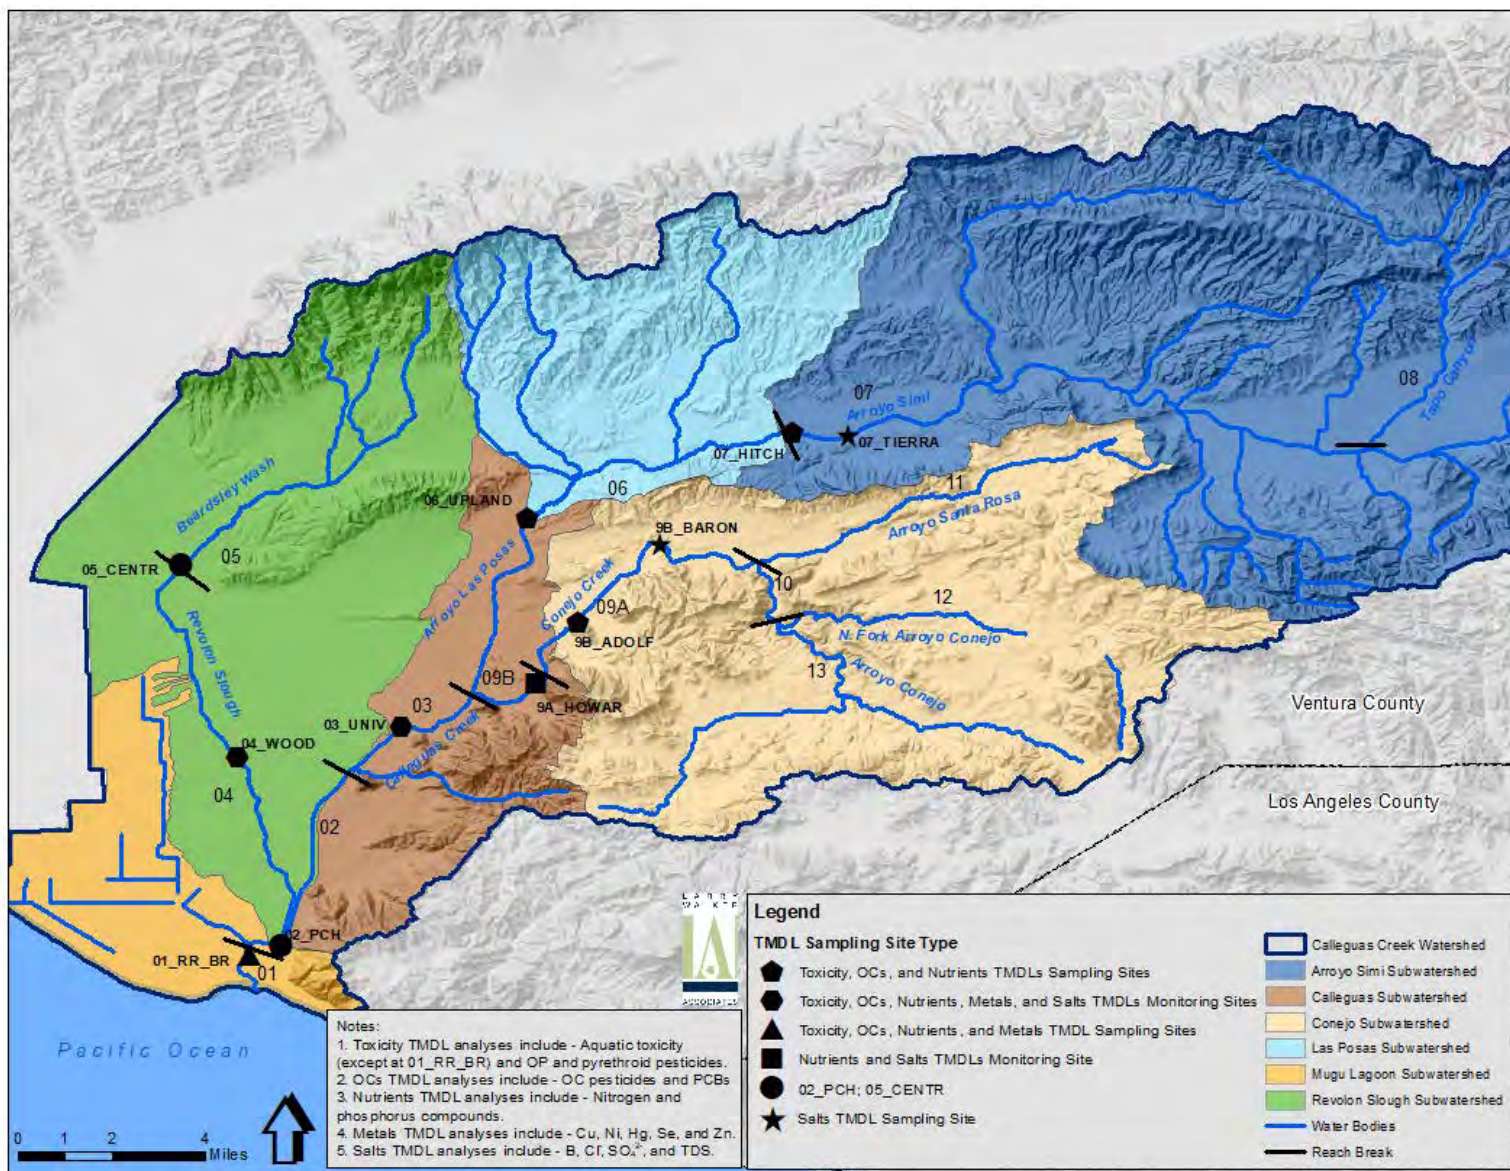 08
07
Arroyo Simi
Tapo Canyon
07_HITCH
07_TIERRA
Beardsley Wash
06
11
06_UPLAND
Arroyo Santa Rosa
9B_BARON
05
05_CENTR
Arroyo Las Posas
Conejo Creek
10
12
09A
9B_ADOLF
N. Fork Arroyo Conejo
Revolon Slough
09B
13
Arroyo Conejo
03
9A_HOWAR
03_UNIV
Calleguas Creek
04_WOOD
Ventura County
04
02
Los Angeles County
02_PCH
01_RR_BR
01
Pacific Ocean
LARRY
WALKER
ASSOCIATES
Notes:
1. Toxicity TMDL analyses include - Aquatic toxicity
(except at 01_RR_BR) and OP and pyrethroid pesticides.
2. OCs TMDL analyses include - OC pesticides and PCBs
3. Nutrients TMDL analyses include - Nitrogen and
phosphorus compounds.
4. Metals TMDL analyses include - Cu, Ni, Hg, Se, and Zn.
5. Salts TMDL analyses include - B, Cl⁻, SO₄²⁻, and TDS.
0 1 2 4
Miles
Legend
TMDL Sampling Site Type
Toxicity, OCs, and Nutrients TMDLs Sampling Sites
Toxicity, OCs, Nutrients, Metals, and Salts TMDLs Monitoring Sites
Toxicity, OCs, Nutrients, and Metals TMDL Sampling Sites
Nutrients and Salts TMDLs Monitoring Site
02_PCH; 05_CENTR
Salts TMDL Sampling Site
Calleguas Creek Watershed
Arroyo Simi Subwatershed
Calleguas Subwatershed
Conejo Subwatershed
Las Posas Subwatershed
Mugu Lagoon Subwatershed
Revolon Slough Subwatershed
Water Bodies
Reach Break